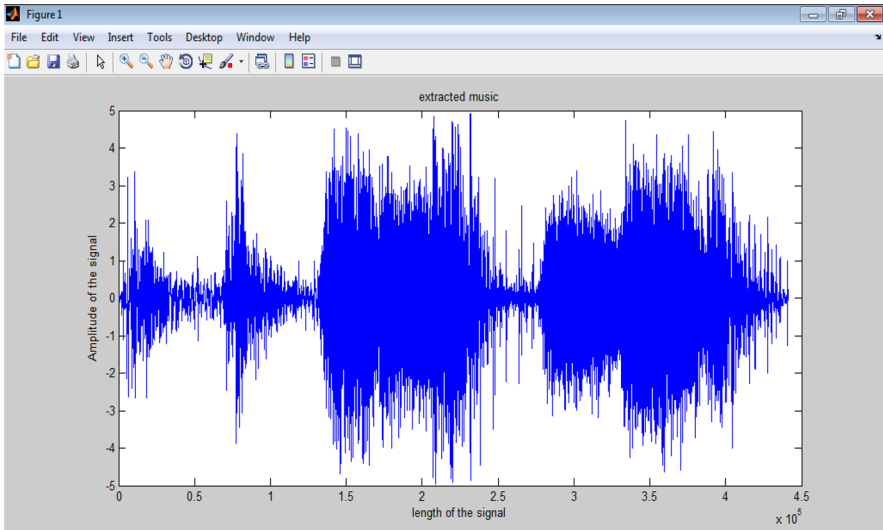 Figure 1
File Edit View Insert Tools Desktop Window Help
extracted music
5
4
3
2
1
0
-1
-2
-3
-4
-5
Amplitude of the signal
0 0.5 1 1.5 2 2.5 3 3.5 4 4.5
length of the signal
x 10^5